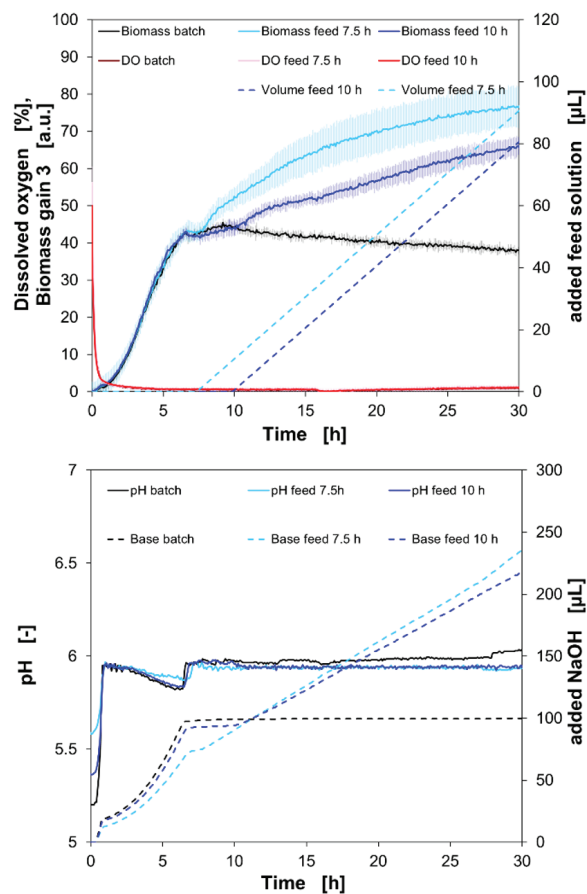 Biomass batch Biomass feed 7.5 h Biomass feed 10 h
DO batch DO feed 7.5 h DO feed 10 h
Volume feed 10 h Volume feed 7.5 h
Dissolved oxygen [%],
Biomass gain 3 [a.u.]
100
90
80
70
60
50
40
30
20
10
0
120
100
80
60
40
20
0
added feed solution [µL]
0 5 10 15 20 25 30
Time [h]
pH batch pH feed 7.5h pH feed 10 h
Base batch Base feed 7.5 h Base feed 10 h
pH [-]
7
6.5
6
5.5
5
300
250
200
150
100
50
0
added NaOH [µL]
0 5 10 15 20 25 30
Time [h]